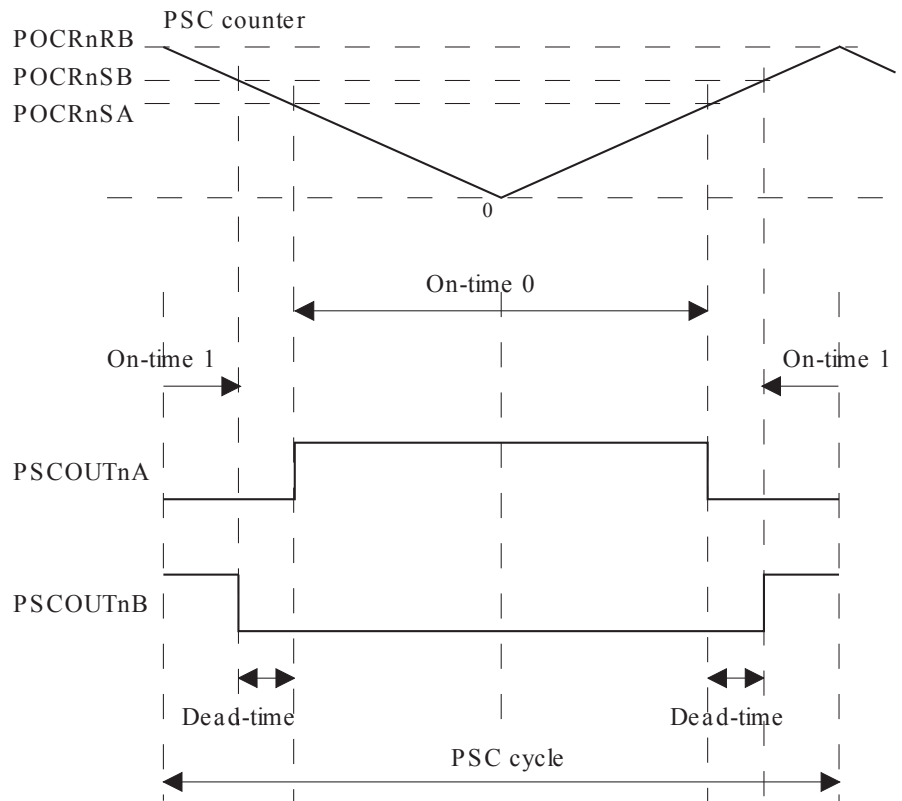 PSC counter
POCRnRB
POCRnSB
POCRnSA
0
On-time 0
On-time 1
On-time 1
PSCOUTnA
PSCOUTnB
Dead-time
Dead-time
PSC cycle